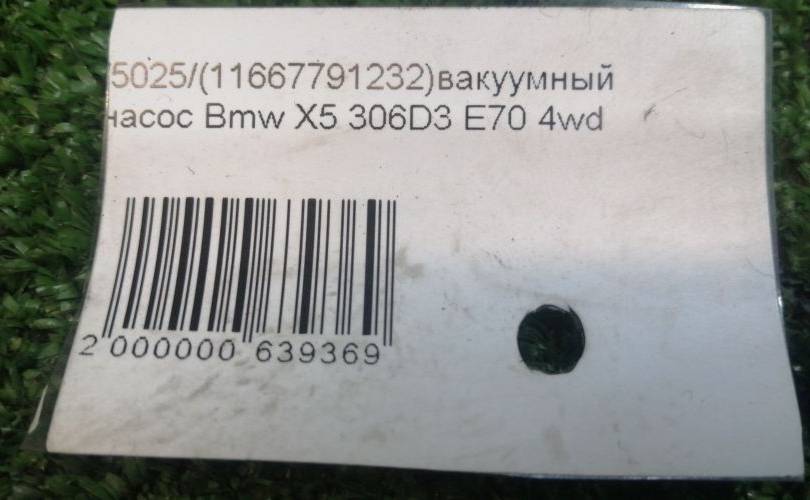 5025/(11667791232)вакуумный
насос Bmw X5 306D3 E70 4wd
2 000000 639369